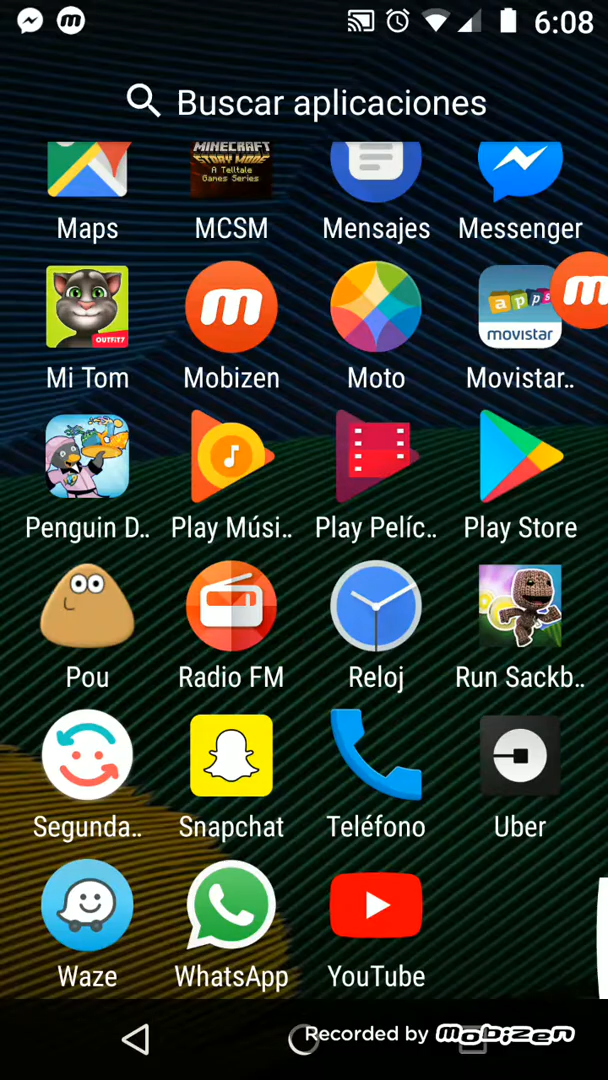 6:08
Buscar aplicaciones
MINECRAFT
STORY MODE
A Telltale
Games Series
Maps MCSM Mensajes Messenger
OUTFIT7
apps
movistar
Mi Tom Mobizen Moto Movistar..
Penguin D.. Play Músi.. Play Pelíc.. Play Store
Pou Radio FM Reloj Run Sackb..
Segunda.. Snapchat Teléfono Uber
Waze WhatsApp YouTube
Recorded by mobizen